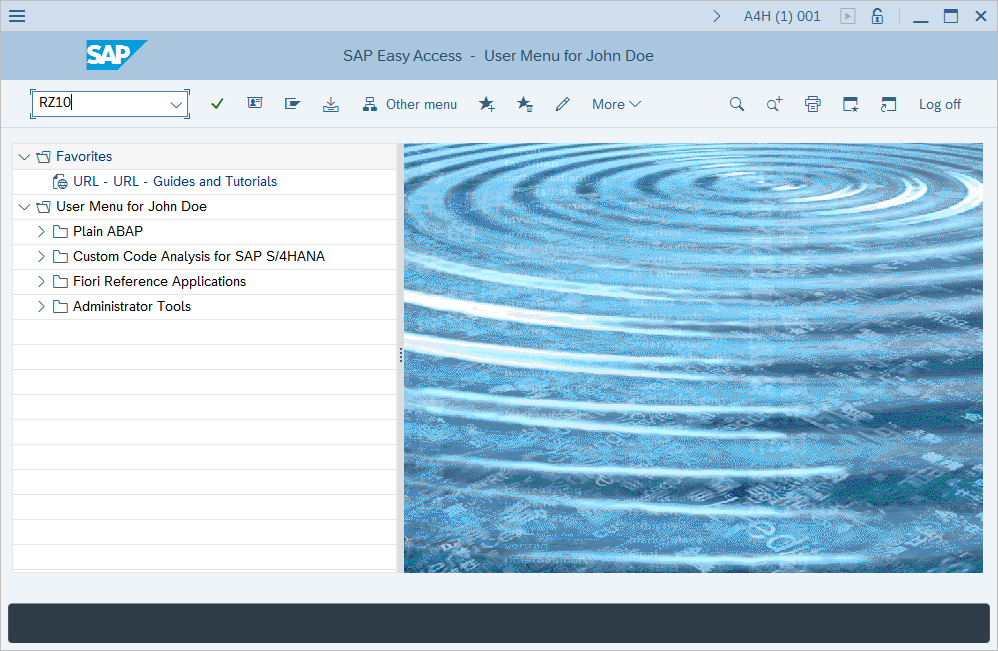 A4H (1) 001
SAP
SAP Easy Access - User Menu for John Doe
RZ10
Other menu
More
Log off
Favorites
URL - URL - Guides and Tutorials
User Menu for John Doe
Plain ABAP
Custom Code Analysis for SAP S/4HANA
Fiori Reference Applications
Administrator Tools